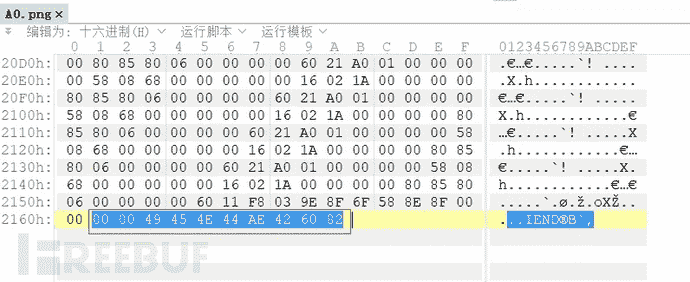 A0.png ×
编辑为: 十六进制(H) 运行脚本 运行模板
0 1 2 3 4 5 6 7 8 9 A B C D E F 0123456789ABCDEF
20D0h: 00 80 85 80 06 00 00 00 00 60 21 A0 01 00 00 00 .€…€.....`! ....
20E0h: 00 58 08 68 00 00 00 00 16 02 1A 00 00 00 00 00 .X.h............
20F0h: 80 85 80 06 00 00 00 00 60 21 A0 01 00 00 00 00 €…€.....`! .....
2100h: 58 08 68 00 00 00 00 16 02 1A 00 00 00 00 00 80 X.h............€
2110h: 85 80 06 00 00 00 00 60 21 A0 01 00 00 00 00 58 …€.....`! .....X
2120h: 08 68 00 00 00 00 16 02 1A 00 00 00 00 00 80 85 .h............€…
2130h: 80 06 00 00 00 00 60 21 A0 01 00 00 00 00 58 08 €.....`! .....X.
2140h: 68 00 00 00 00 16 02 1A 00 00 00 00 00 80 85 80 h............€…€
2150h: 06 00 00 00 00 60 11 F8 03 9E 8F 6F 58 8E 8F 00 .....`.ø.ž.oXŽ..
2160h: 00 00 00 49 45 4E 44 AE 42 60 82 ...IEND®B`‚
FREEBUF